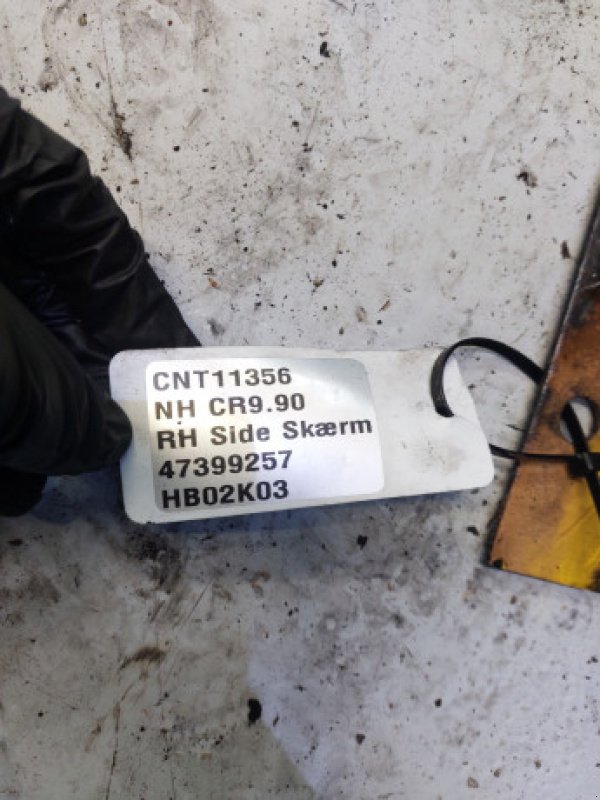 CNT11356
NH CR9.90
RH Side Skærm
47399257
HB02K03